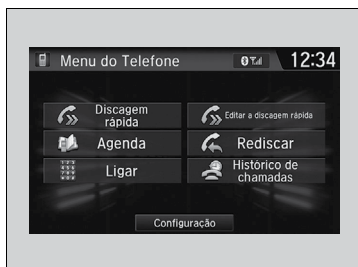 Menu do Telefone
12:34
Discagem
rápida
Editar a discagem rápida
Agenda
Rediscar
Ligar
Histórico de
chamadas
Configuração